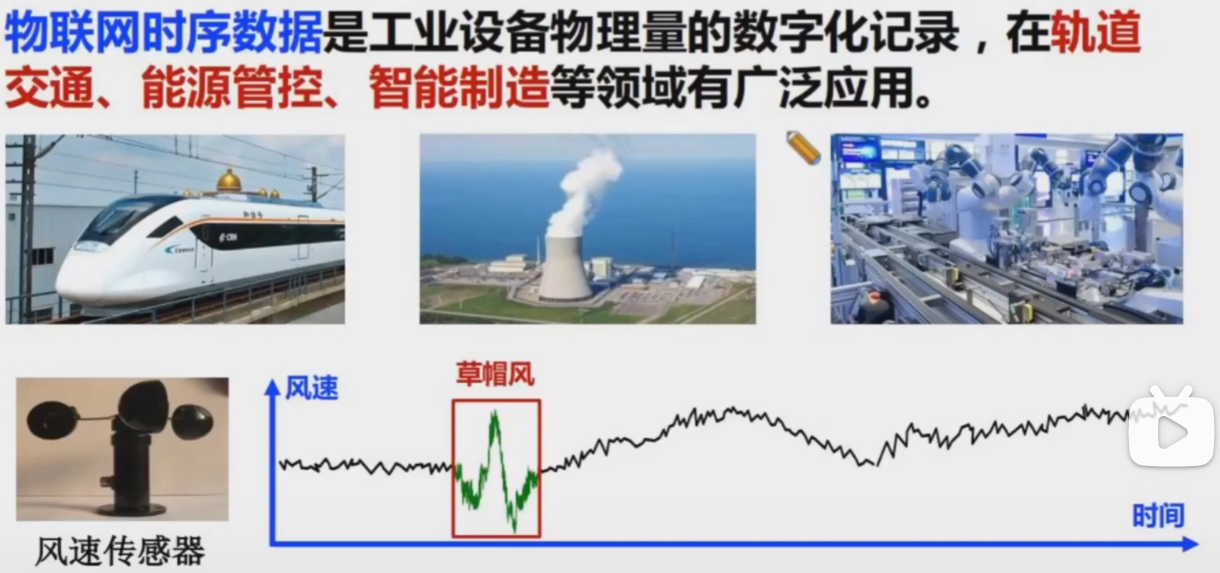 物联网时序数据是工业设备物理量的数字化记录，在轨道
交通、能源管控、智能制造等领域有广泛应用。
草帽风
风速
时间
风速传感器